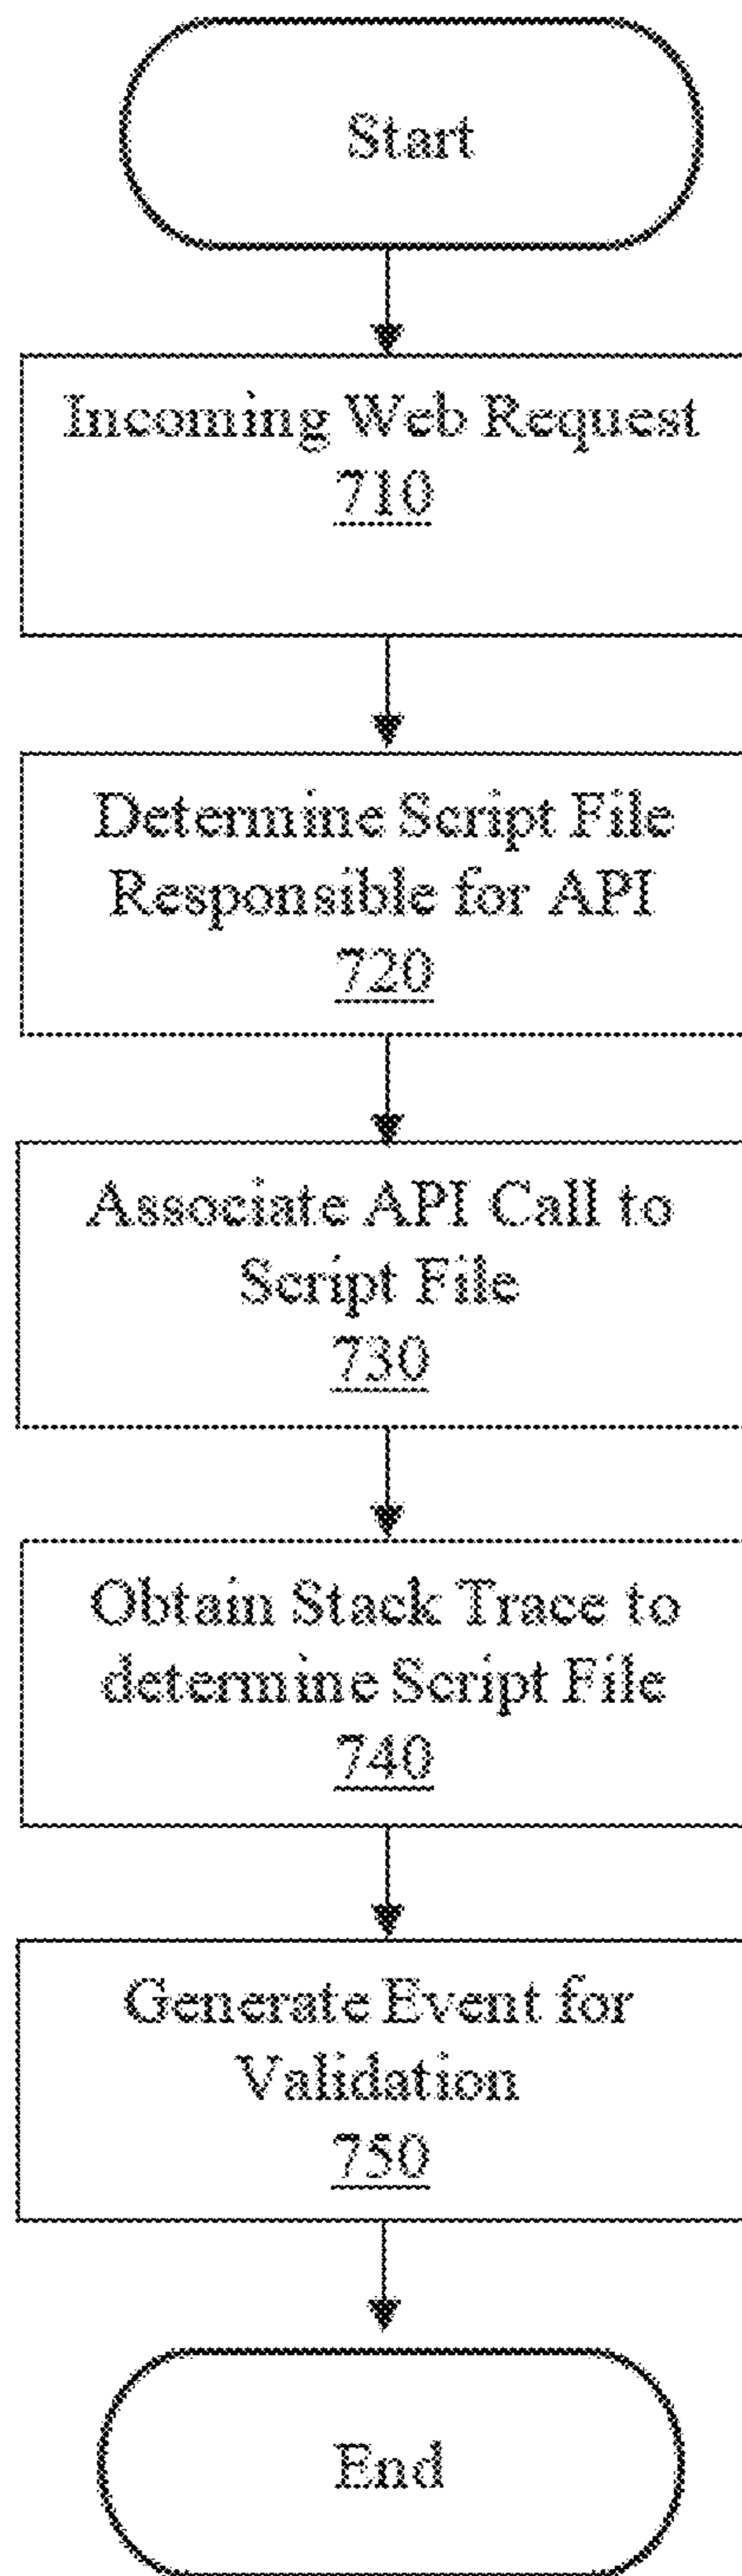 Start
Incoming Web Request
710
Determine Script File
Responsible for API
720
Associate API Call to
Script File
730
Obtain Stack Trace to
determine Script File
740
Generate Event for
Validation
750
End